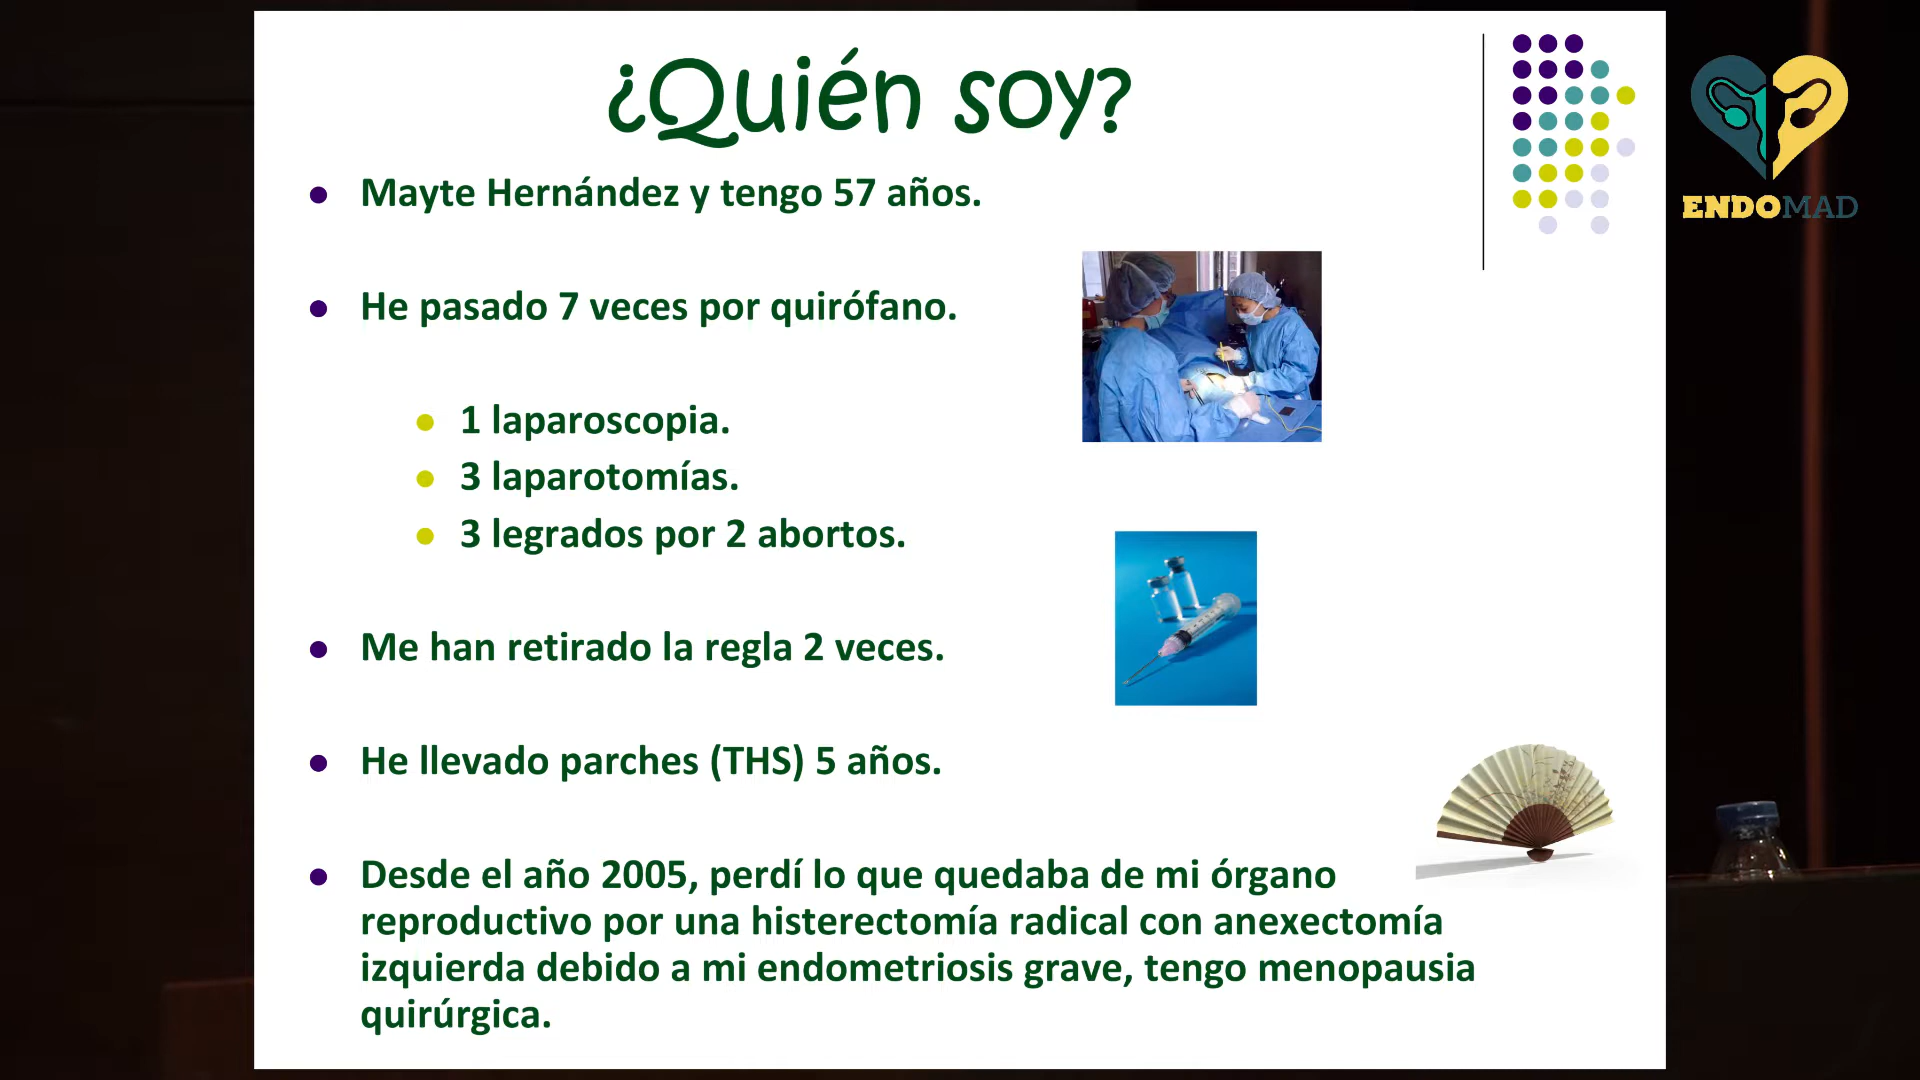 ¿Quién soy?
Mayte Hernández y tengo 57 años.
He pasado 7 veces por quirófano.
1 laparoscopia.
3 laparotomías.
3 legrados por 2 abortos.
Me han retirado la regla 2 veces.
He llevado parches (THS) 5 años.
Desde el año 2005, perdí lo que quedaba de mi órgano
reproductivo por una histerectomía radical con anexectomía
izquierda debido a mi endometriosis grave, tengo menopausia
quirúrgica.
ENDOMAD